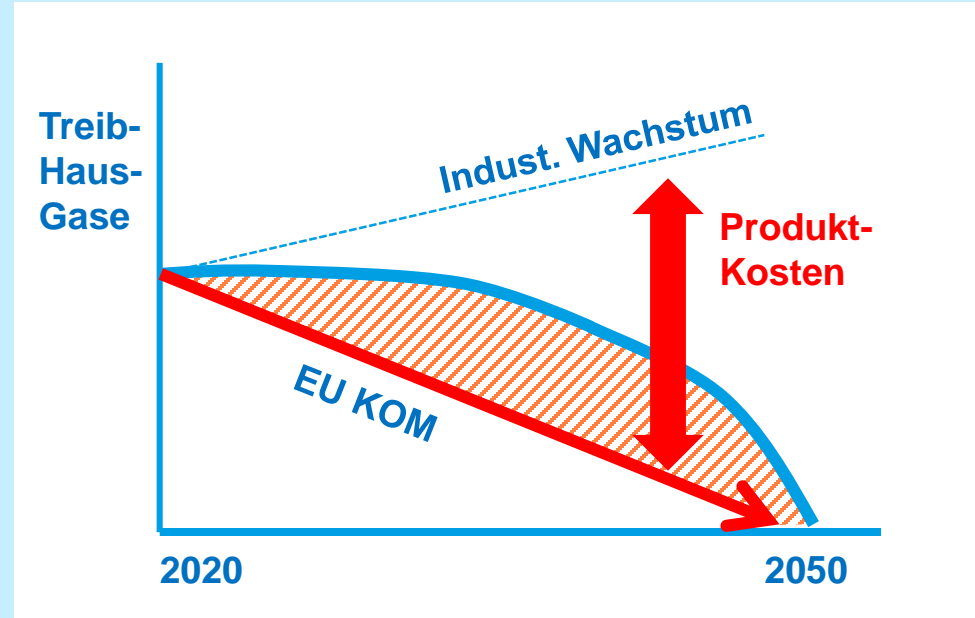 Treib-
Haus-
Gase
Indust. Wachstum
Produkt-
Kosten
EU KOM
2020
2050